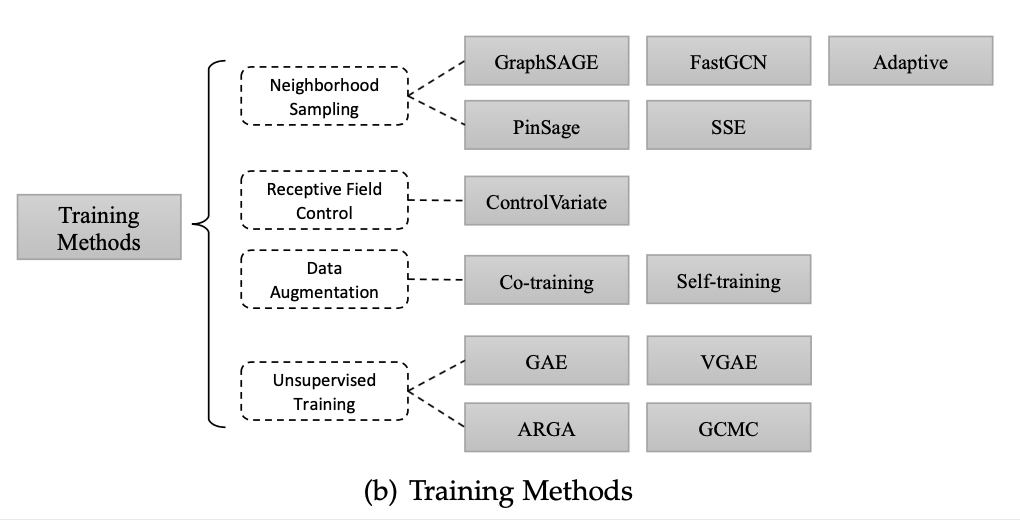 Training
Methods
Neighborhood
Sampling
GraphSAGE
FastGCN
Adaptive
PinSage
SSE
Receptive Field
Control
ControlVariate
Data
Augmentation
Co-training
Self-training
Unsupervised
Training
GAE
VGAE
ARGA
GCMC
(b) Training Methods